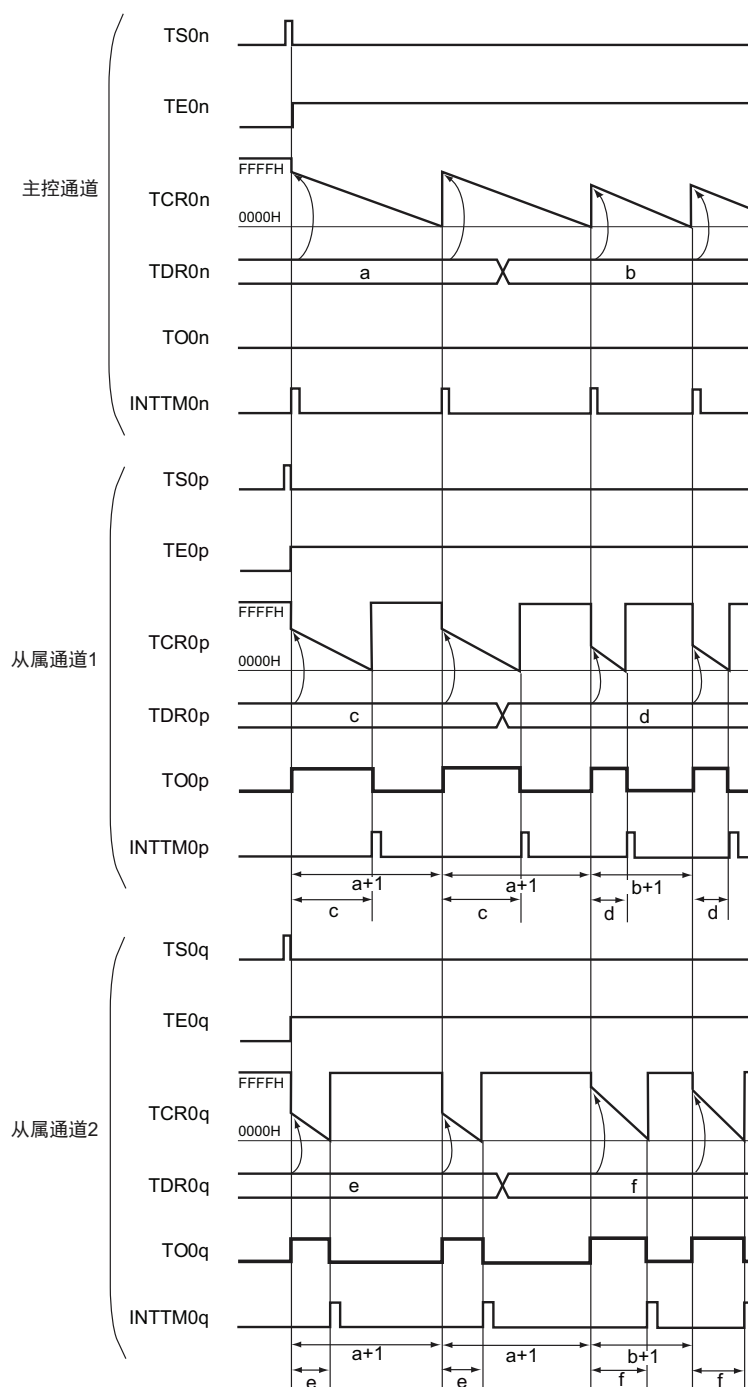 主控通道
TS0n
TE0n
TCR0n
FFFFH
0000H
TDR0n
a
b
TO0n
INTTM0n
从属通道1
TS0p
TE0p
TCR0p
FFFFH
0000H
TDR0p
c
d
TO0p
INTTM0p
a+1
a+1
b+1
c
c
d
d
从属通道2
TS0q
TE0q
TCR0q
FFFFH
0000H
TDR0q
e
f
TO0q
INTTM0q
a+1
a+1
b+1
e
e
f
f